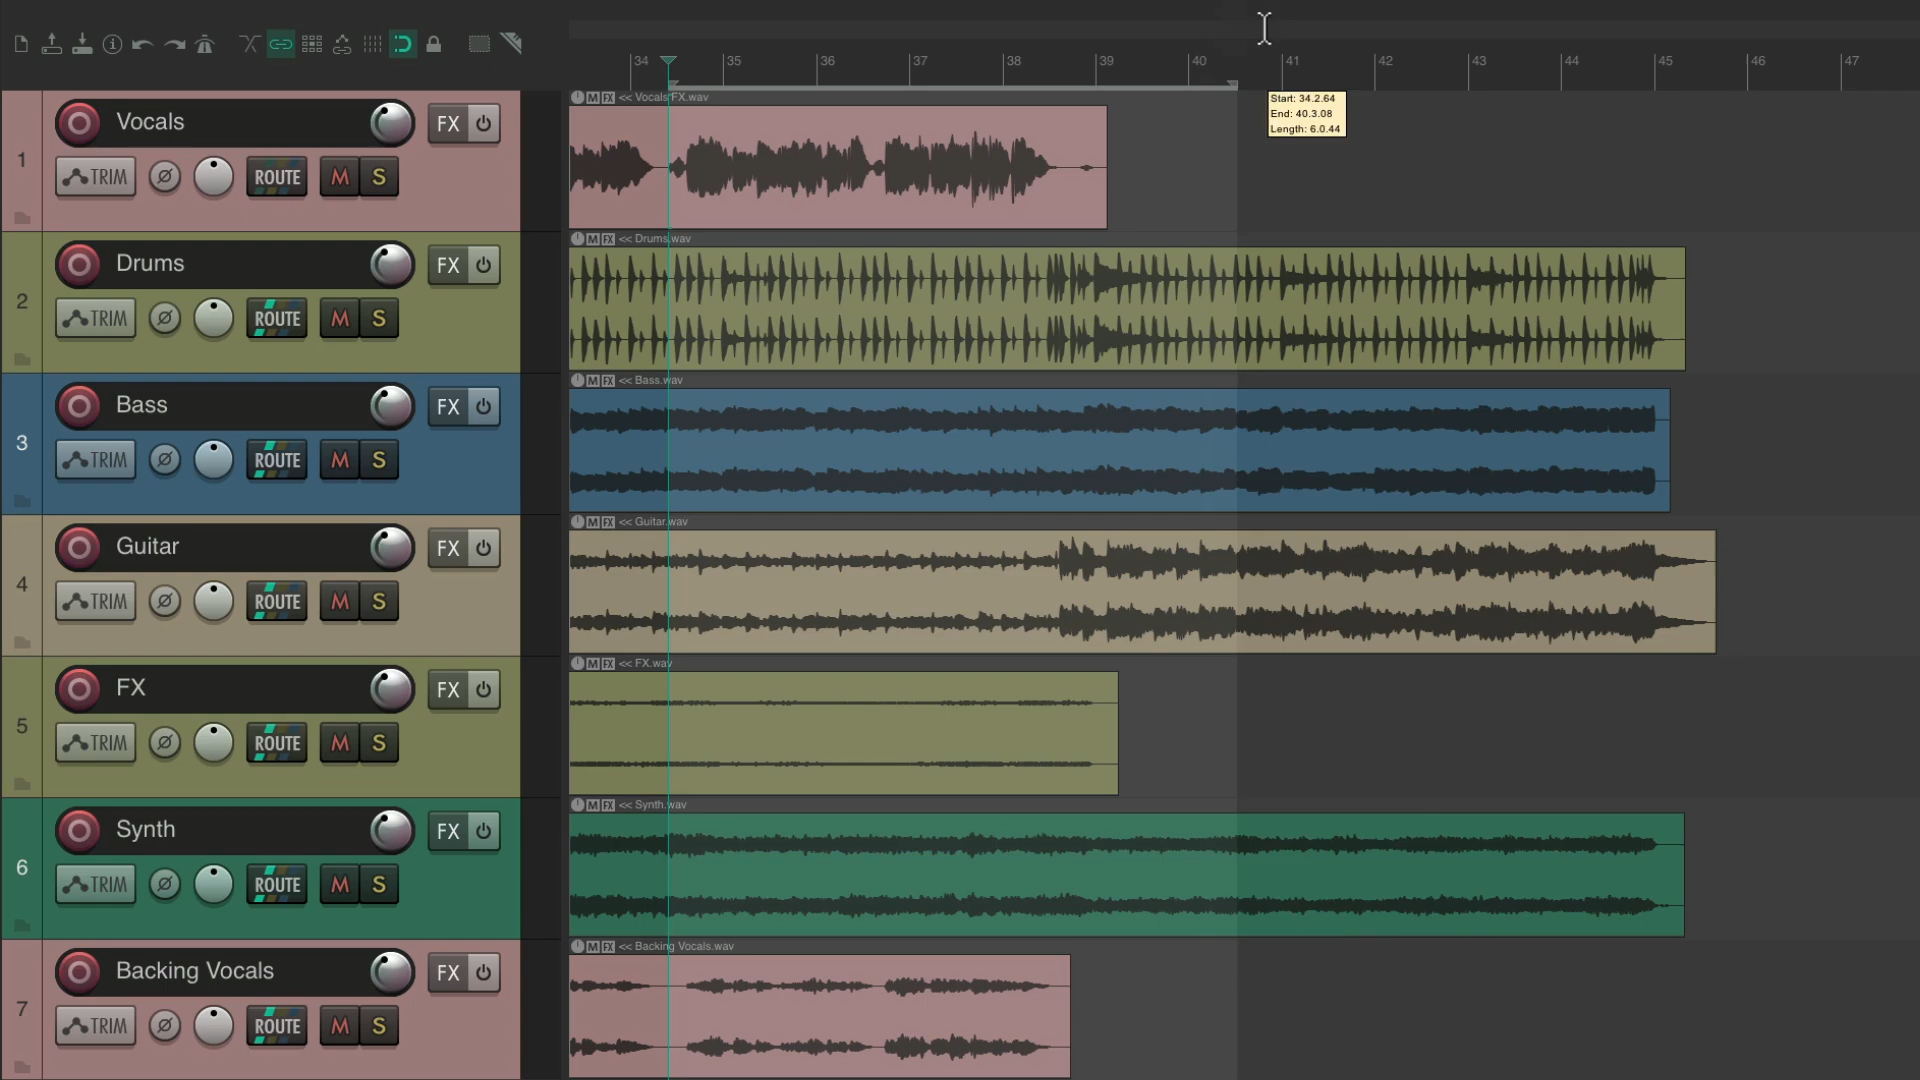 34 35 36 37 38 39 40 41 42 43 44 45 46 47
Start: 34.2.64
End: 40.3.08
Length: 6.0.44
M FX << Vocals FX.wav
1 Vocals FX
TRIM Ø ROUTE M S
M FX << Drums.wav
2 Drums FX
TRIM Ø ROUTE M S
M FX << Bass.wav
3 Bass FX
TRIM Ø ROUTE M S
M FX << Guitar.wav
4 Guitar FX
TRIM Ø ROUTE M S
M FX << FX.wav
5 FX FX
TRIM Ø ROUTE M S
M FX << Synth.wav
6 Synth FX
TRIM Ø ROUTE M S
M FX << Backing Vocals.wav
7 Backing Vocals FX
TRIM Ø ROUTE M S